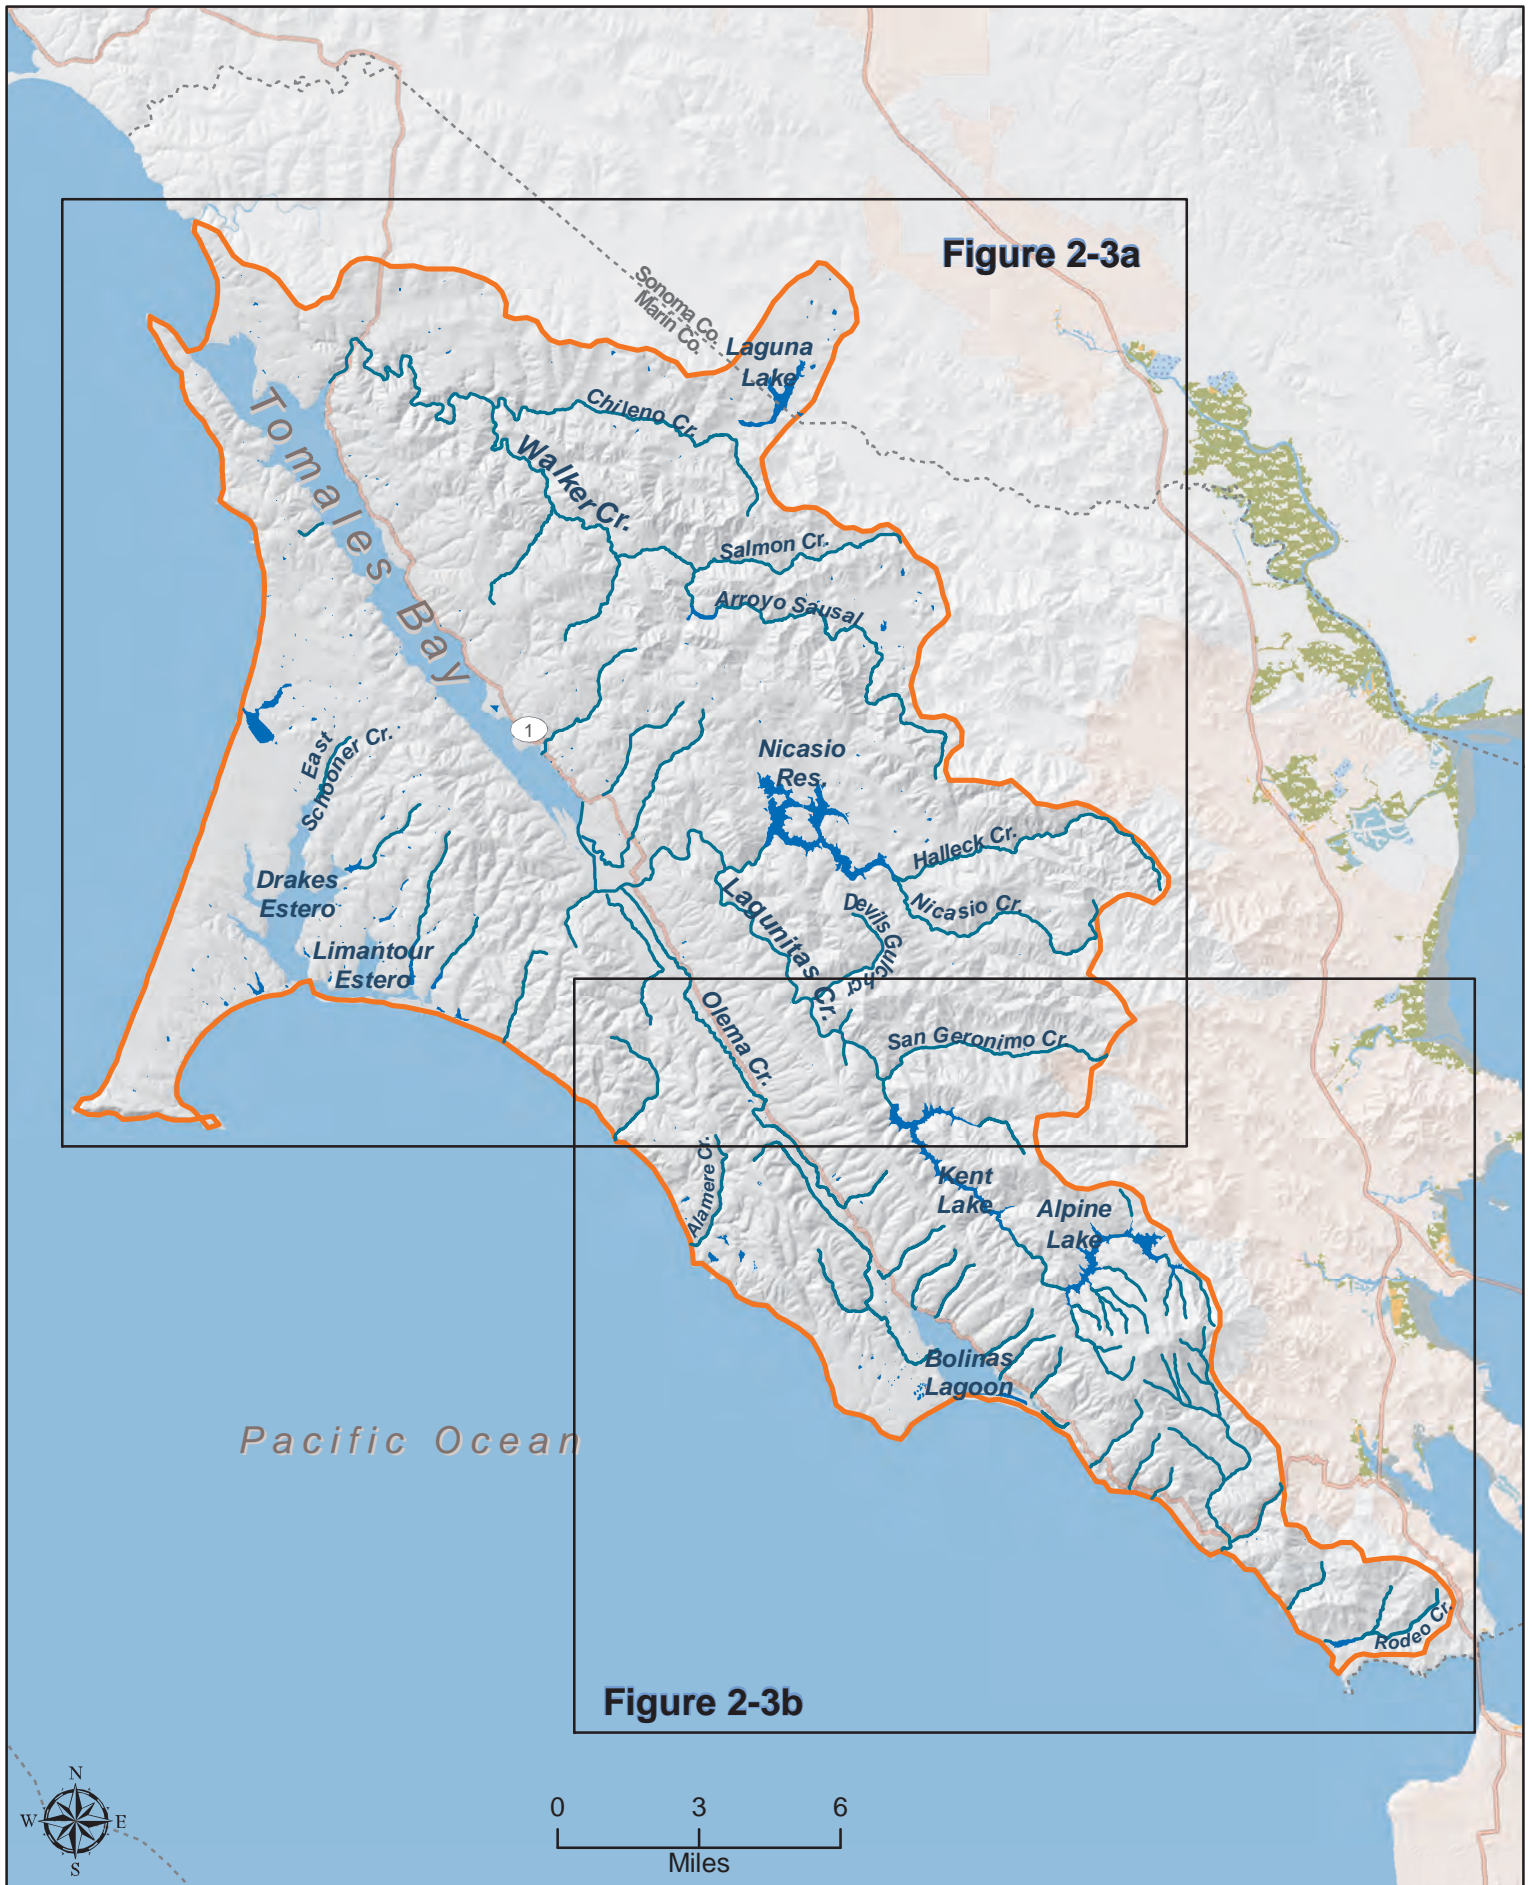 Figure 2-3a
Sonoma Co.
Marin Co.
Laguna
Lake
Chileno Cr.
Walker Cr.
Tomales Bay
Salmon Cr.
Arroyo Sausal
1
East
Schooner Cr.
Nicasio
Res.
Halleck Cr.
Nicasio Cr.
Drakes
Estero
Lagunitas Cr.
Devils Gulchcr
Limantour
Estero
Olema Cr.
San Geronimo Cr
Alamere Cr.
Kent
Lake
Alpine
Lake
Bolinas
Lagoon
Pacific Ocean
Rodeo Cr.
Figure 2-3b
N
W E
S
0 3 6
Miles